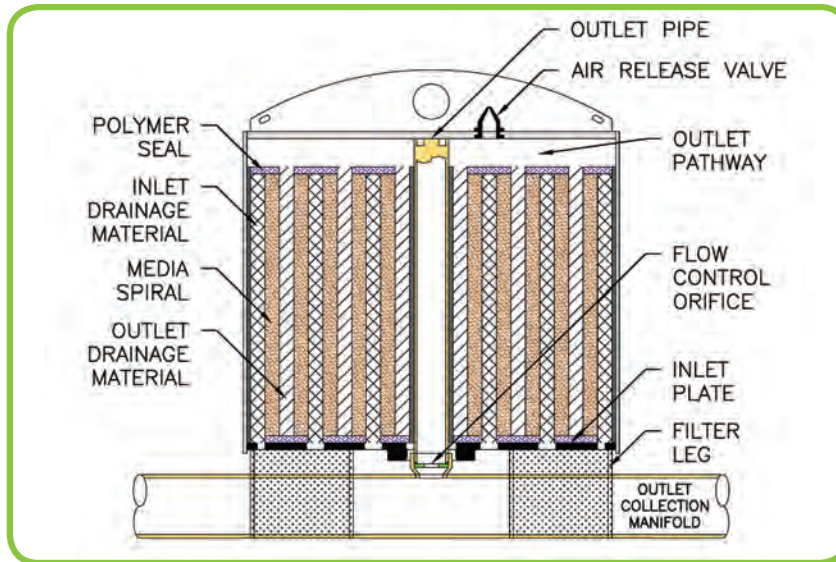 OUTLET PIPE
AIR RELEASE VALVE
OUTLET
PATHWAY
POLYMER
SEAL
INLET
DRAINAGE
MATERIAL
MEDIA
SPIRAL
OUTLET
DRAINAGE
MATERIAL
FLOW
CONTROL
ORIFICE
INLET
PLATE
FILTER
LEG
OUTLET
COLLECTION
MANIFOLD